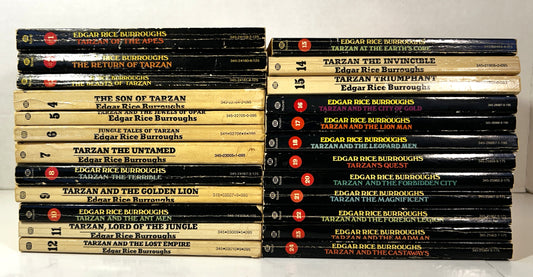 1
EDGAR RICE BURROUGHS
TARZAN OF THE APES
EDGAR RICE BURROUGHS
THE RETURN OF TARZAN
EDGAR RICE BURROUGHS
THE BEASTS OF TARZAN
4
THE SON OF TARZAN
Edgar Rice Burroughs
5
TARZAN AND THE JEWELS OF OPAR
Edgar Rice Burroughs
6
JUNGLE TALES OF TARZAN
Edgar Rice Burroughs
7
TARZAN THE UNTAMED
Edgar Rice Burroughs
8
EDGAR RICE BURROUGHS
TARZAN THE TERRIBLE
9
TARZAN AND THE GOLDEN LION
Edgar Rice Burroughs
10
EDGAR RICE BURROUGHS
TARZAN AND THE ANT MEN
11
TARZAN, LORD OF THE JUNGLE
Edgar Rice Burroughs
12
TARZAN AND THE LOST EMPIRE
Edgar Rice Burroughs
13
EDGAR RICE BURROUGHS
TARZAN AT THE EARTH'S CORE
14
TARZAN THE INVINCIBLE
Edgar Rice Burroughs
15
TARZAN TRIUMPHANT
Edgar Rice Burroughs
16
EDGAR RICE BURROUGHS
TARZAN AND THE CITY OF GOLD
17
EDGAR RICE BURROUGHS
TARZAN AND THE LION MAN
18
EDGAR RICE BURROUGHS
TARZAN AND THE LEOPARD MEN
19
EDGAR RICE BURROUGHS
TARZAN'S QUEST
20
EDGAR RICE BURROUGHS
TARZAN AND THE FORBIDDEN CITY
21
EDGAR RICE BURROUGHS
TARZAN THE MAGNIFICENT
22
EDGAR RICE BURROUGHS
TARZAN AND THE FOREIGN LEGION
23
EDGAR RICE BURROUGHS
TARZAN AND THE MADMAN
24
EDGAR RICE BURROUGHS
TARZAN AND THE CASTAWAYS